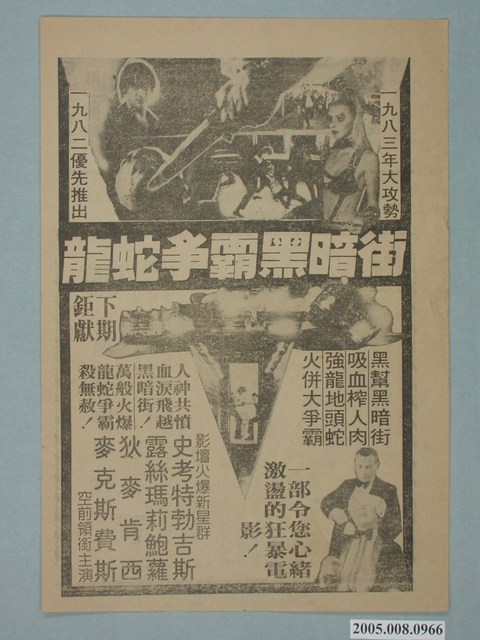 一九八三年大攻勢
一九八二優先推出
龍蛇爭霸黑暗街
下期
鉅獻
黑幫黑暗街
吸血榨人肉
強龍地頭蛇
火併大爭霸
人神共憤
血淚飛越
黑暗街！
萬般火爆
龍蛇爭霸
殺無赦！
一部令您心緒
激盪的狂暴電
影！
影壇火爆新星群
史考特勃吉斯
露絲瑪莉鮑蘿
狄麥肯西
麥克斯費斯
空前領銜主演
2005.008.0966